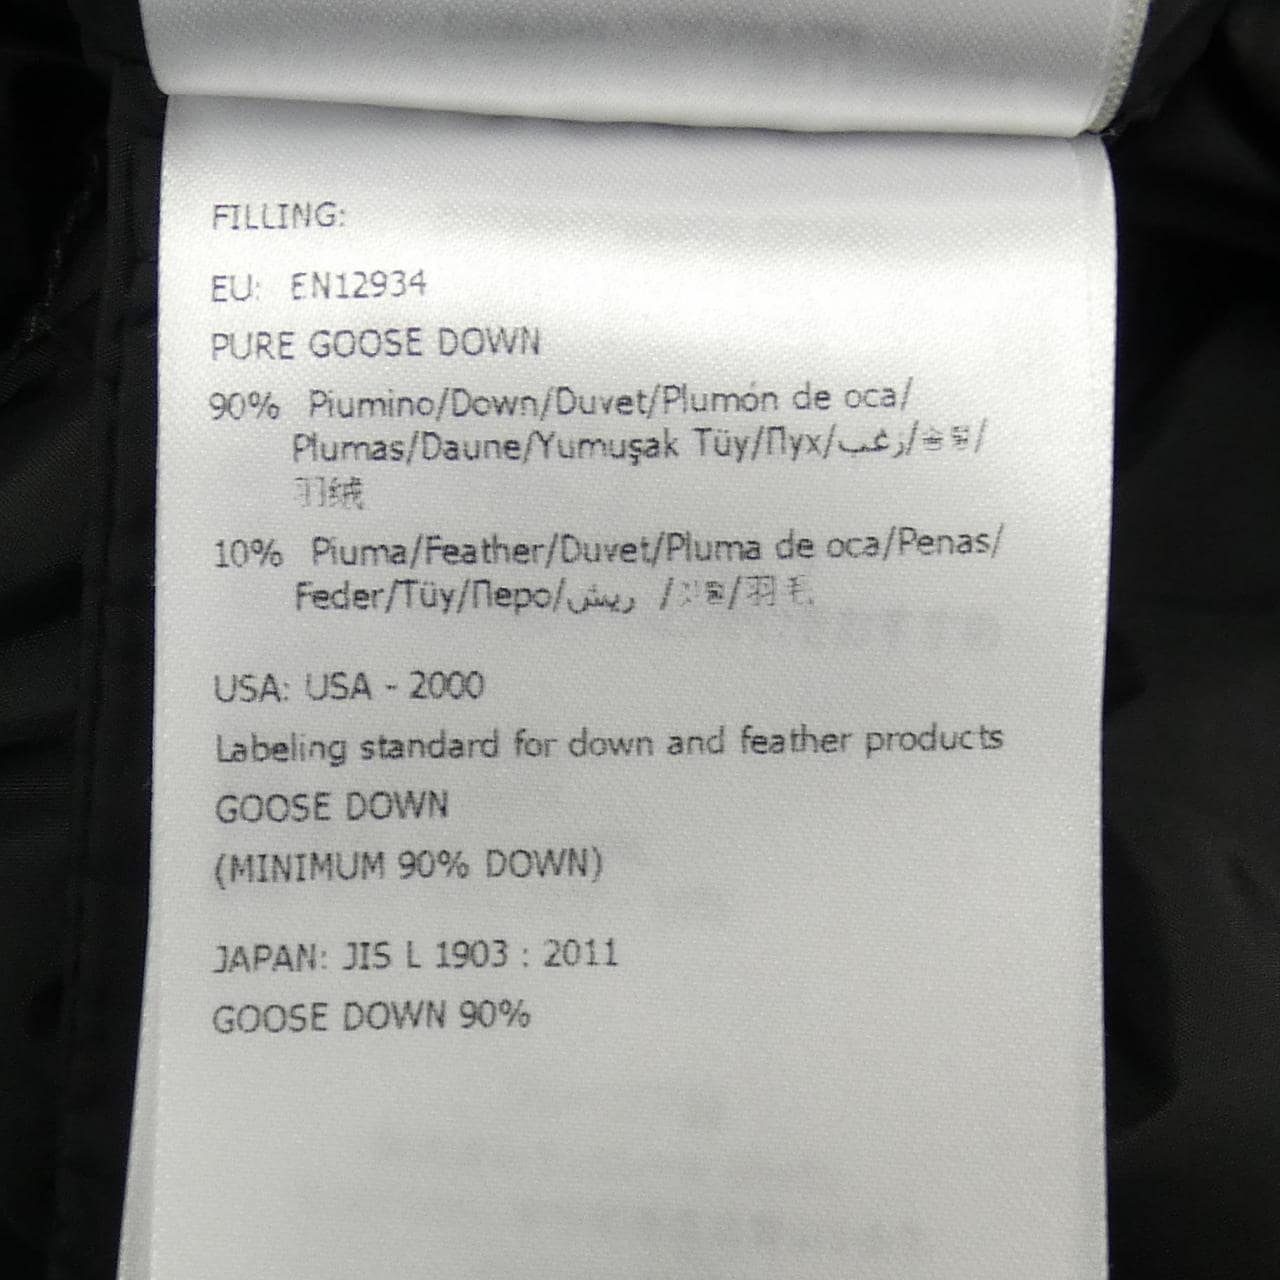 FILLING:
EU: EN12934
PURE GOOSE DOWN
90% Piumino/Down/Duvet/Plumón de oca/
Plumas/Daune/Yumuşak Tüy/Пух/زغب/솜털/
羽绒
10% Piuma/Feather/Duvet/Pluma de oca/Penas/
Feder/Tüy/Перо/ريش /깃털/羽毛
USA: USA - 2000
Labeling standard for down and feather products
GOOSE DOWN
(MINIMUM 90% DOWN)
JAPAN: JIS L 1903 : 2011
GOOSE DOWN 90%